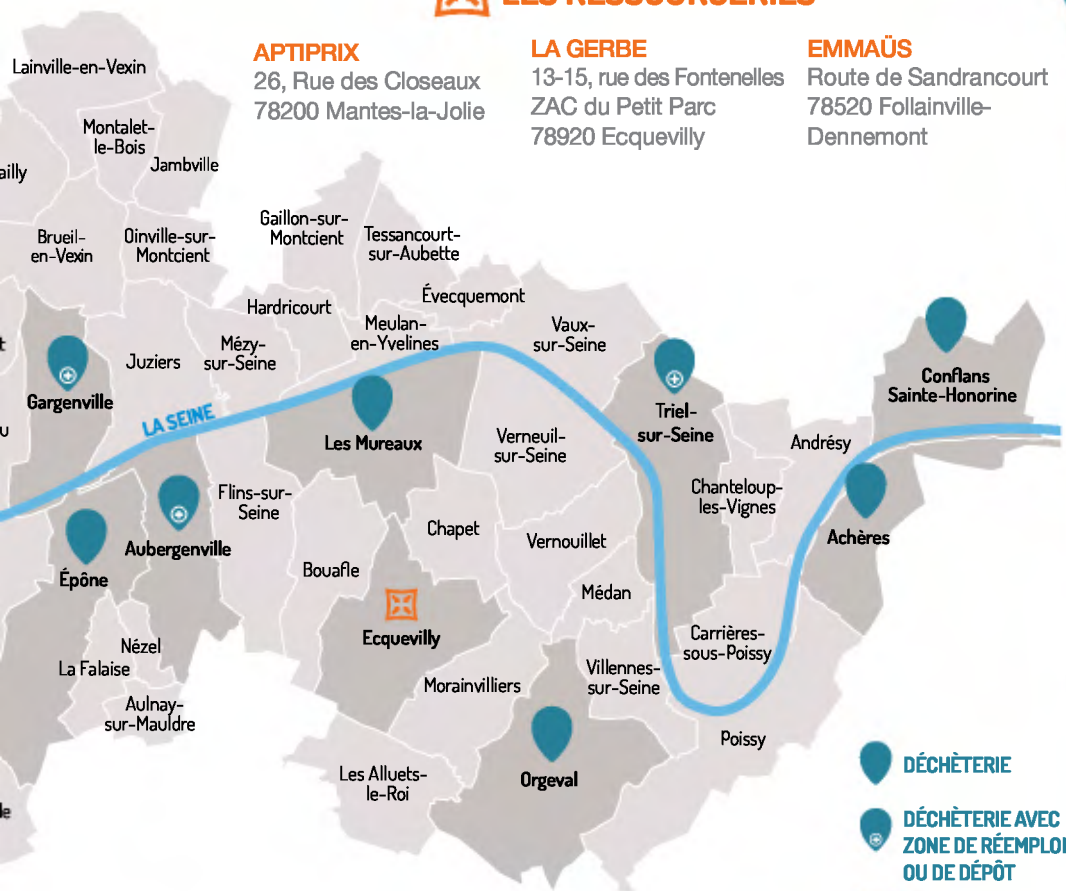 LES RESSOURCERIES
APTIPRIX
26, Rue des Closeaux
78200 Mantes-la-Jolie
LA GERBE
13-15, rue des Fontenelles
ZAC du Petit Parc
78920 Ecquevilly
EMMAÜS
Route de Sandrancourt
78520 Follainville-
Dennemont
Lainville-en-Vexin
Montalet-
le-Bois
Jambville
ailly
Brueil-
en-Vexin
Oinville-sur-
Montcient
Gaillon-sur-
Montcient
Tessancourt-
sur-Aubette
Hardricourt
Évecquemont
Meulan-
en-Yvelines
Vaux-
sur-Seine
Juziers
Mézy-
sur-Seine
t
Gargenville
u
LA SEINE
Les Mureaux
Verneuil-
sur-Seine
Triel-
sur-Seine
Conflans
Sainte-Honorine
Andrésy
Chanteloup-
les-Vignes
Achères
Flins-sur-
Seine
Aubergenville
Épône
Chapet
Vernouillet
Bouafle
Médan
Ecquevilly
Carrières-
sous-Poissy
Nézel
La Falaise
Aulnay-
sur-Mauldre
Morainvilliers
Villennes-
sur-Seine
Poissy
Les Alluets-
le-Roi
Orgeval
le
DÉCHÈTERIE
DÉCHÈTERIE AVEC
ZONE DE RÉEMPLOI
OU DE DÉPÔT